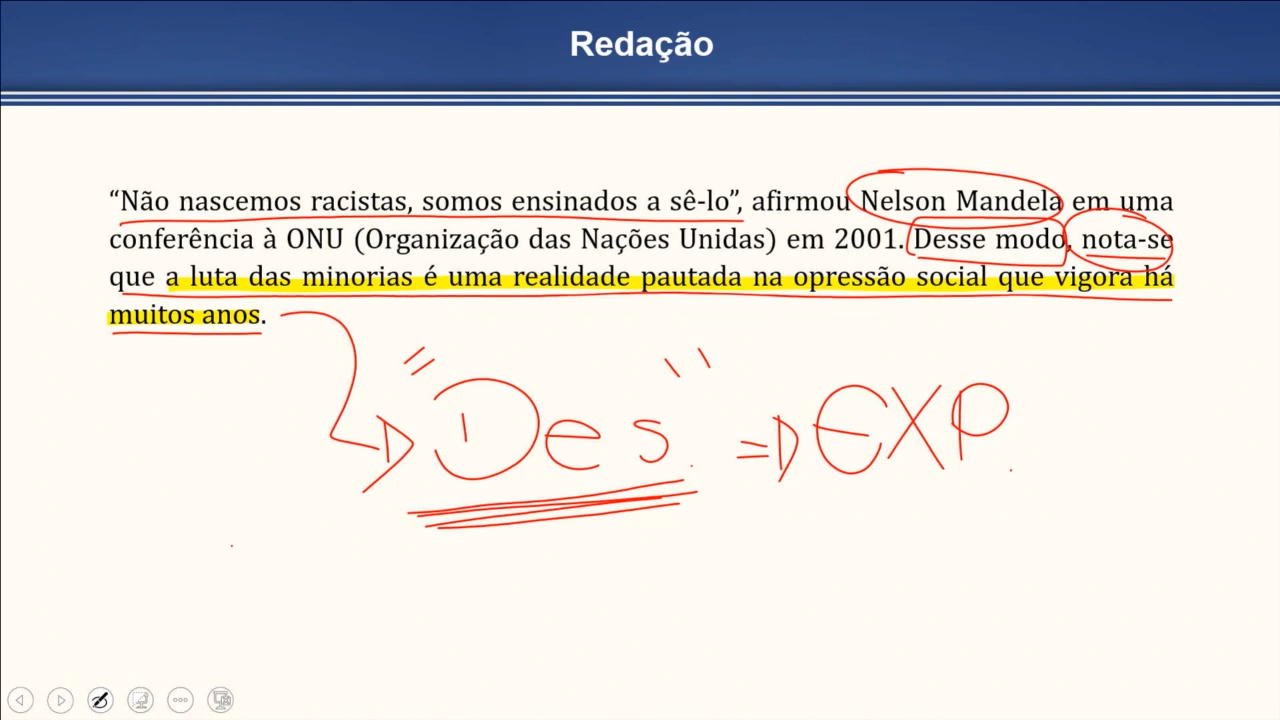 Redação
“Não nascemos racistas, somos ensinados a sê-lo”, afirmou Nelson Mandela em uma
conferência à ONU (Organização das Nações Unidas) em 2001. Desse modo, nota-se
que a luta das minorias é uma realidade pautada na opressão social que vigora há
muitos anos.
"Des." => EXP.